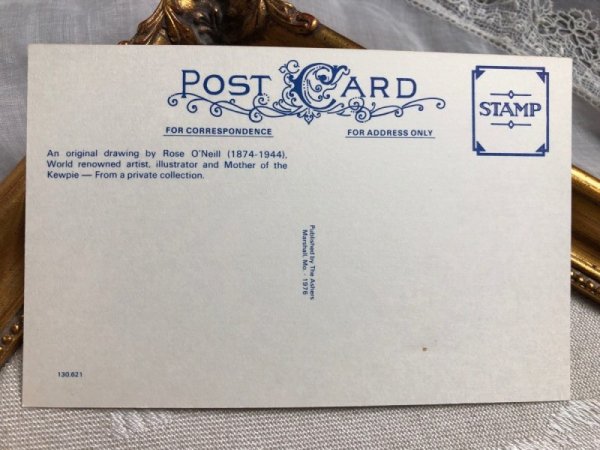 POST CARD
STAMP
FOR CORRESPONDENCE
FOR ADDRESS ONLY
An original drawing by Rose O'Neill (1874-1944).
World renowned artist, illustrator and Mother of the
Kewpie — From a private collection.
Published by The Ashers
Marshall, Mo. - 1976
130.621